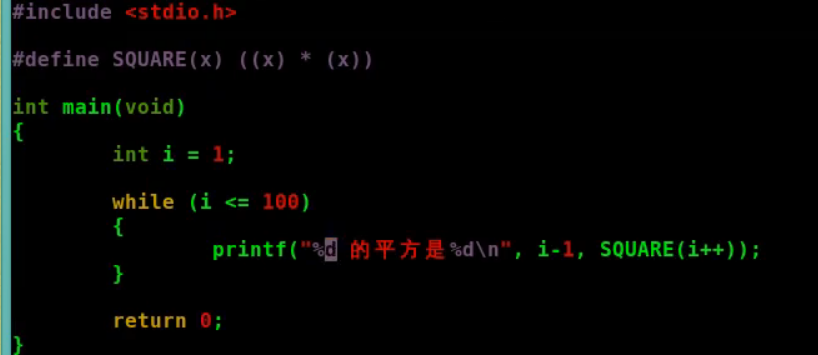 #include <stdio.h>
#define SQUARE(x) ((x) * (x))
int main(void)
{
int i = 1;
while (i <= 100)
{
printf("%d 的平方是%d\n", i-1, SQUARE(i++));
}
return 0;
}